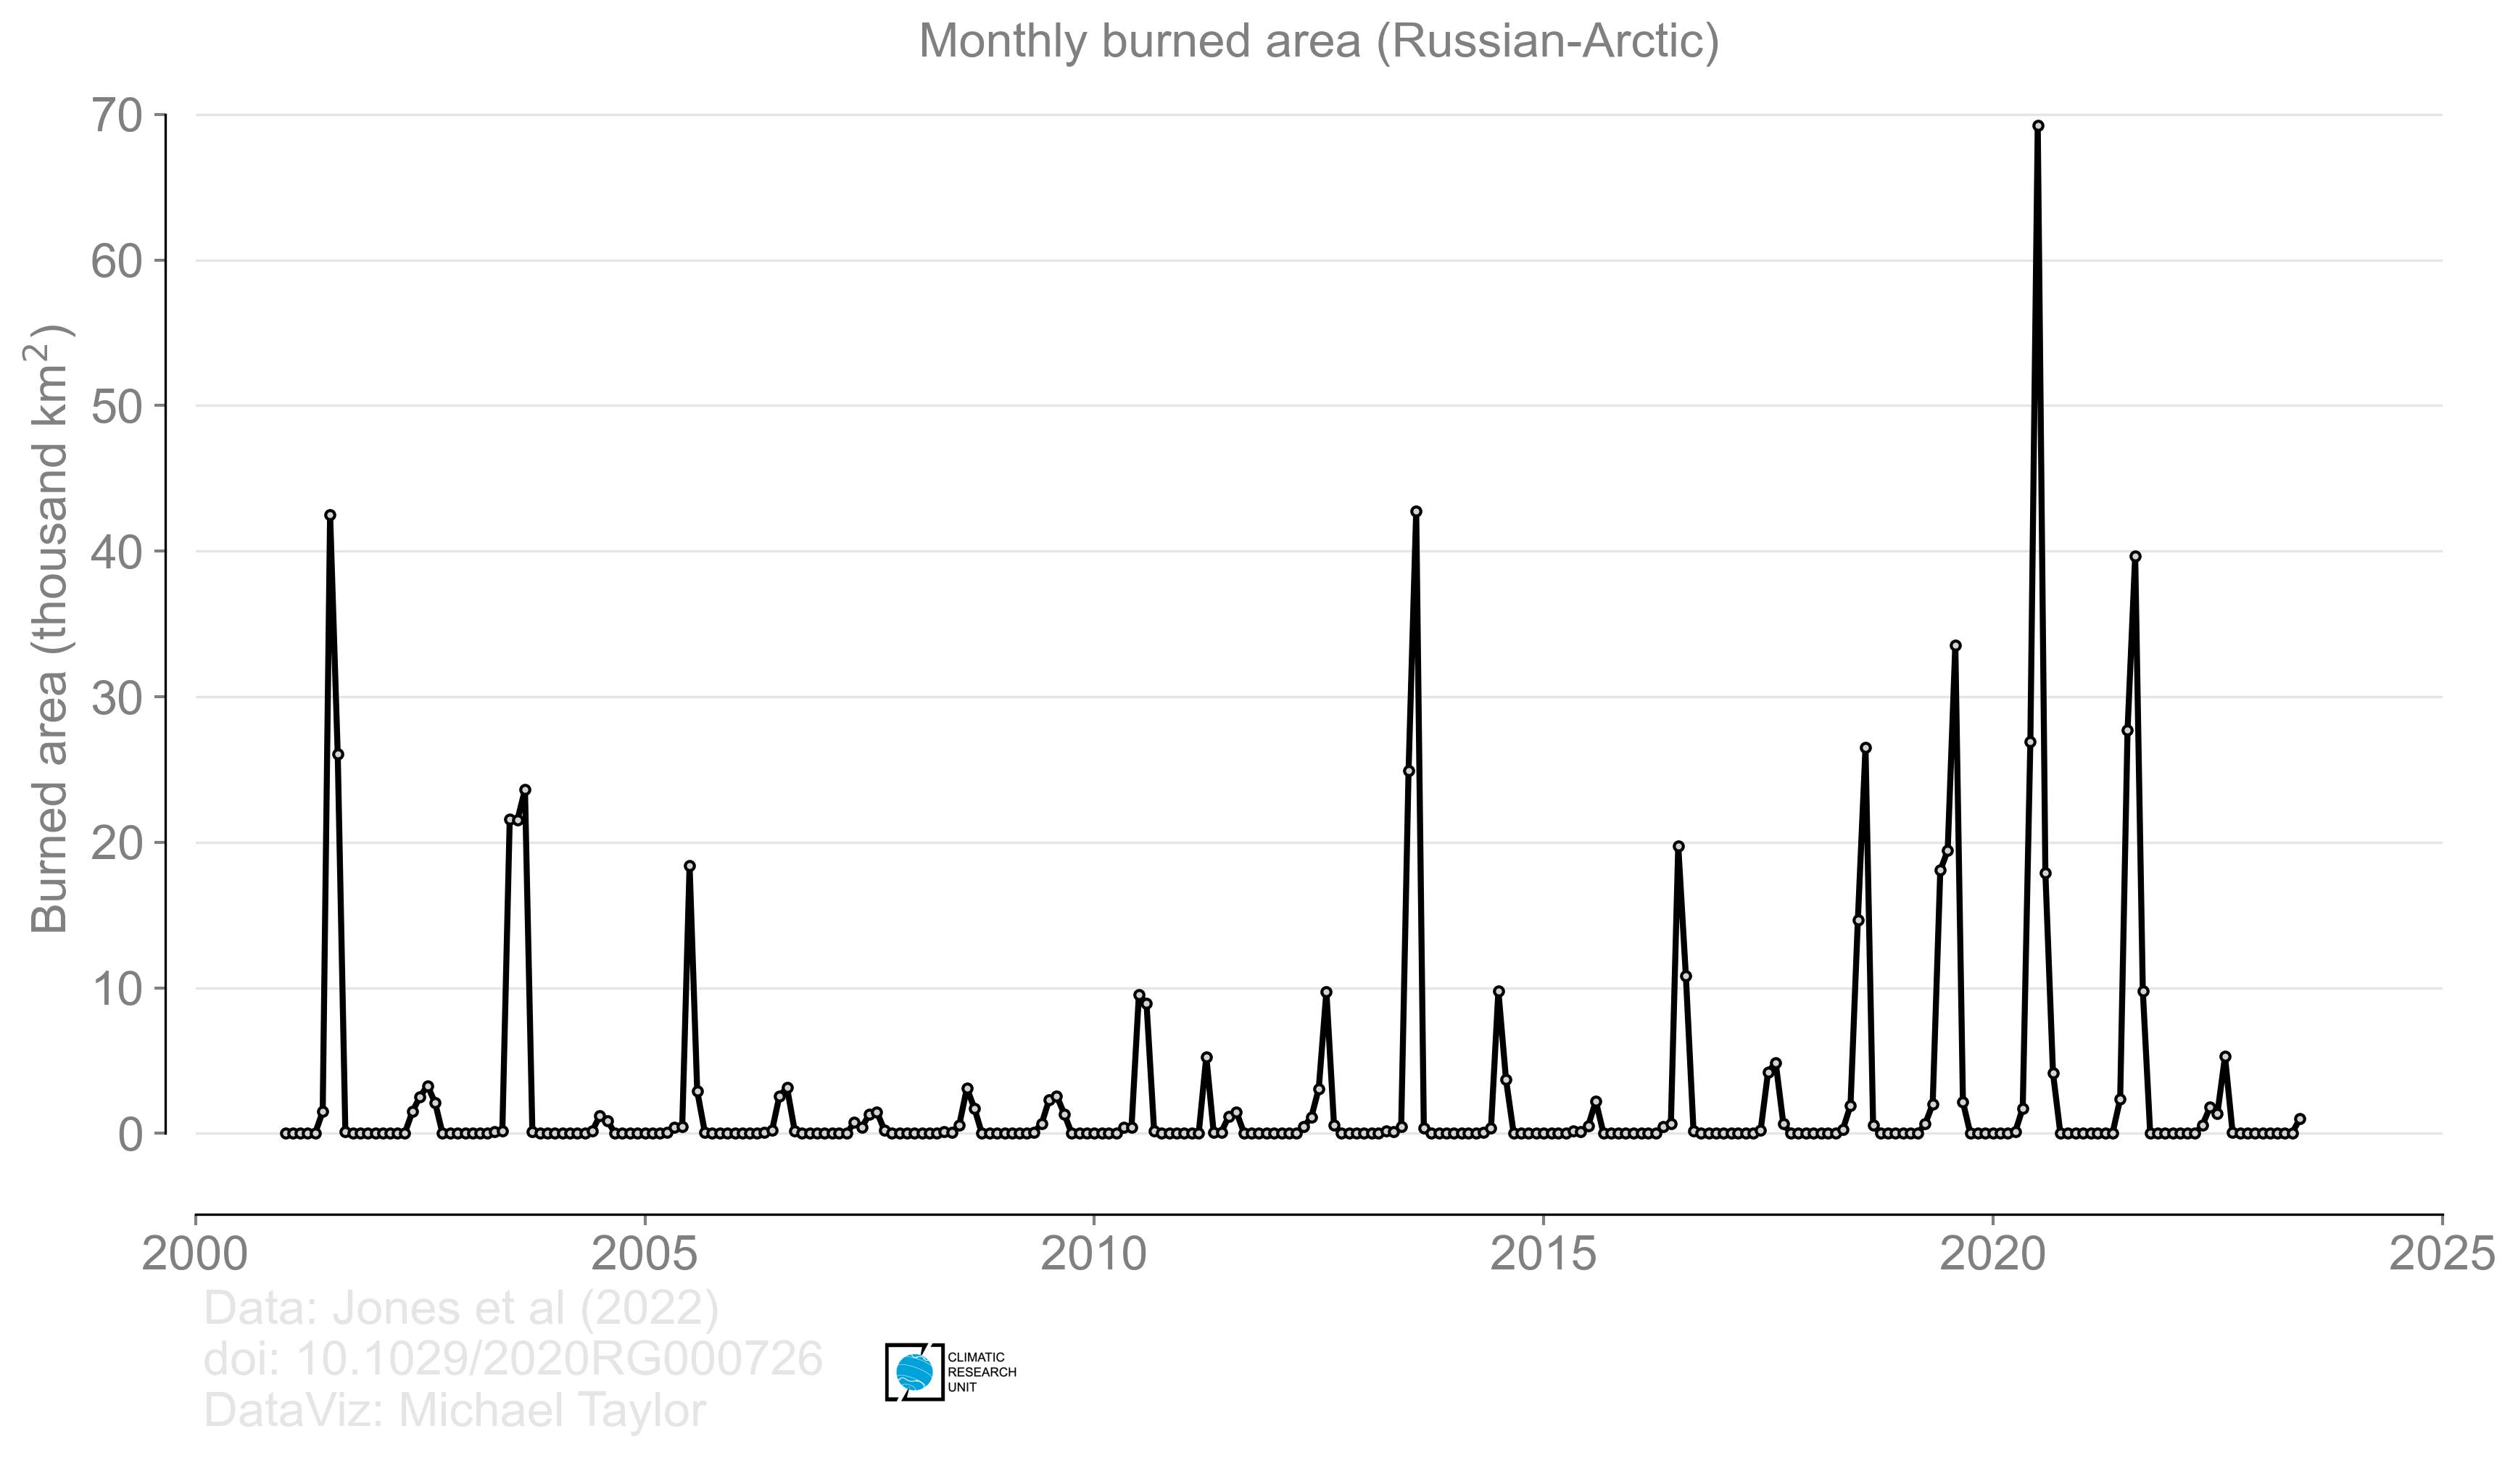 Monthly burned area (Russian-Arctic)
Burned area (thousand km²)
70
60
50
40
30
20
10
0
2000 2005 2010 2015 2020 2025
Data: Jones et al (2022)
doi: 10.1029/2020RG000726
DataViz: Michael Taylor
CLIMATIC
RESEARCH
UNIT